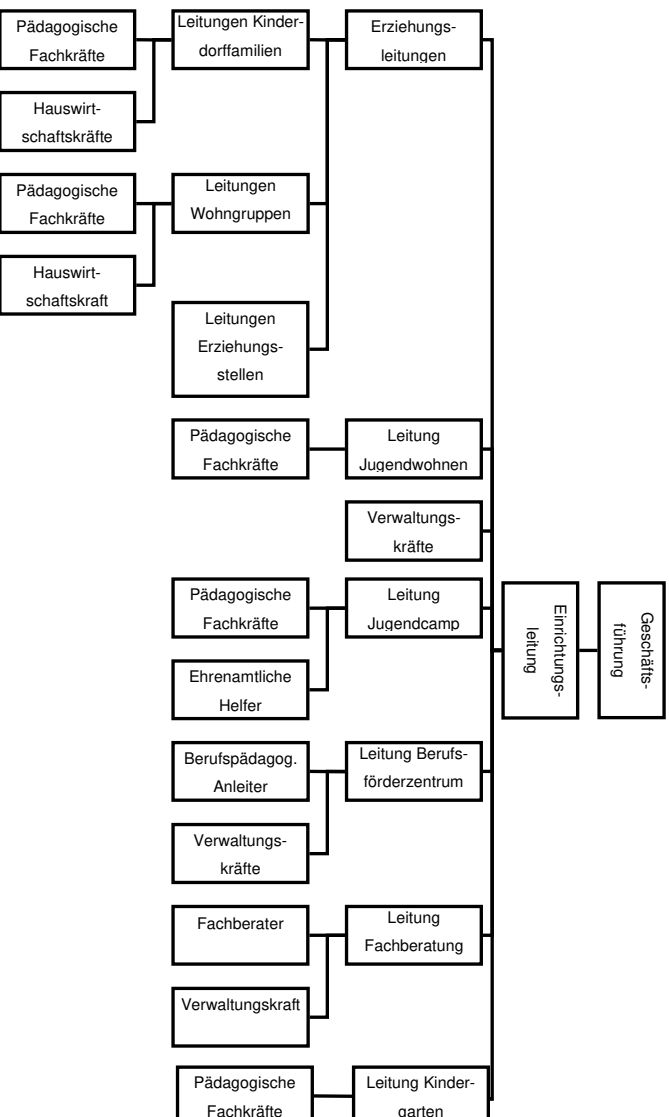 Pädagogische
Fachkräfte
Leitungen Kinder-
dorffamilien
Erziehungs-
leitungen
Hauswirt-
schaftskräfte
Pädagogische
Fachkräfte
Leitungen
Wohngruppen
Hauswirt-
schaftskraft
Leitungen
Erziehungs-
stellen
Pädagogische
Fachkräfte
Leitung
Jugendwohnen
Verwaltungs-
kräfte
Pädagogische
Fachkräfte
Leitung
Jugendcamp
Einrichtungs-
leitung
Geschäfts-
führung
Ehrenamtliche
Helfer
Berufspädagog.
Anleiter
Leitung Berufs-
förderzentrum
Verwaltungs-
kräfte
Fachberater
Leitung
Fachberatung
Verwaltungskraft
Pädagogische
Fachkräfte
Leitung Kinder-
garten